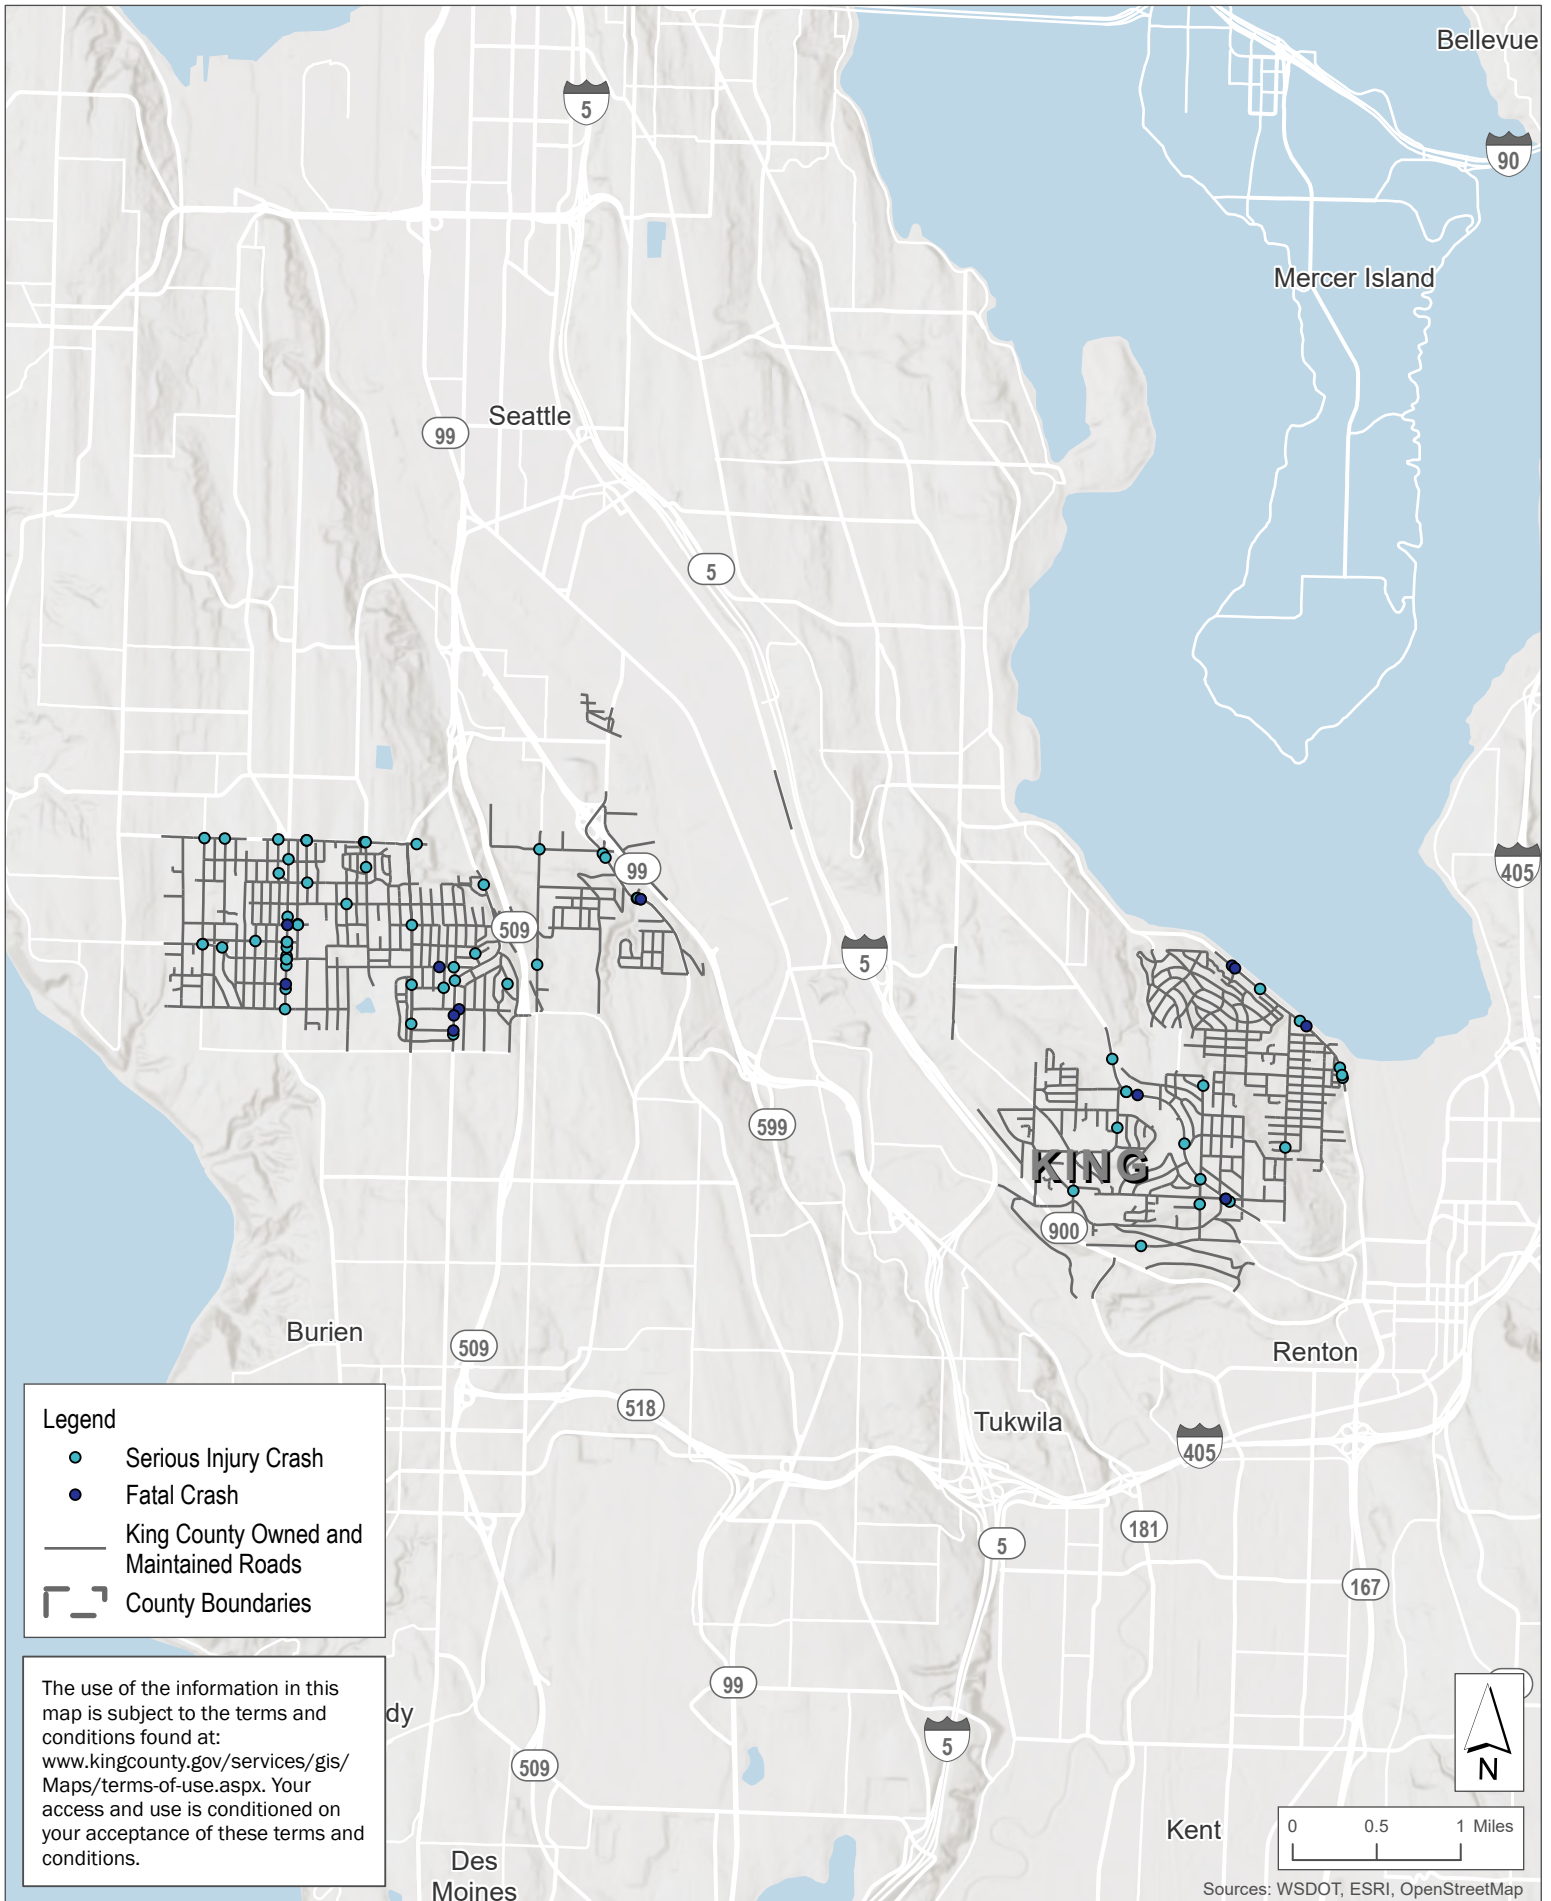 Bellevue
5
90
Mercer Island
Seattle
99
5
405
99
509
5
599
KING
900
Burien
509
Renton
518
Tukwila
405
Legend
Serious Injury Crash
Fatal Crash
King County Owned and
Maintained Roads
County Boundaries
5
181
167
99
The use of the information in this
map is subject to the terms and
conditions found at:
www.kingcounty.gov/services/gis/
Maps/terms-of-use.aspx. Your
access and use is conditioned on
your acceptance of these terms and
conditions.
dy
509
5
N
Kent
0 0.5 1 Miles
Des
Moines
Sources: WSDOT, ESRI, OpenStreetMap